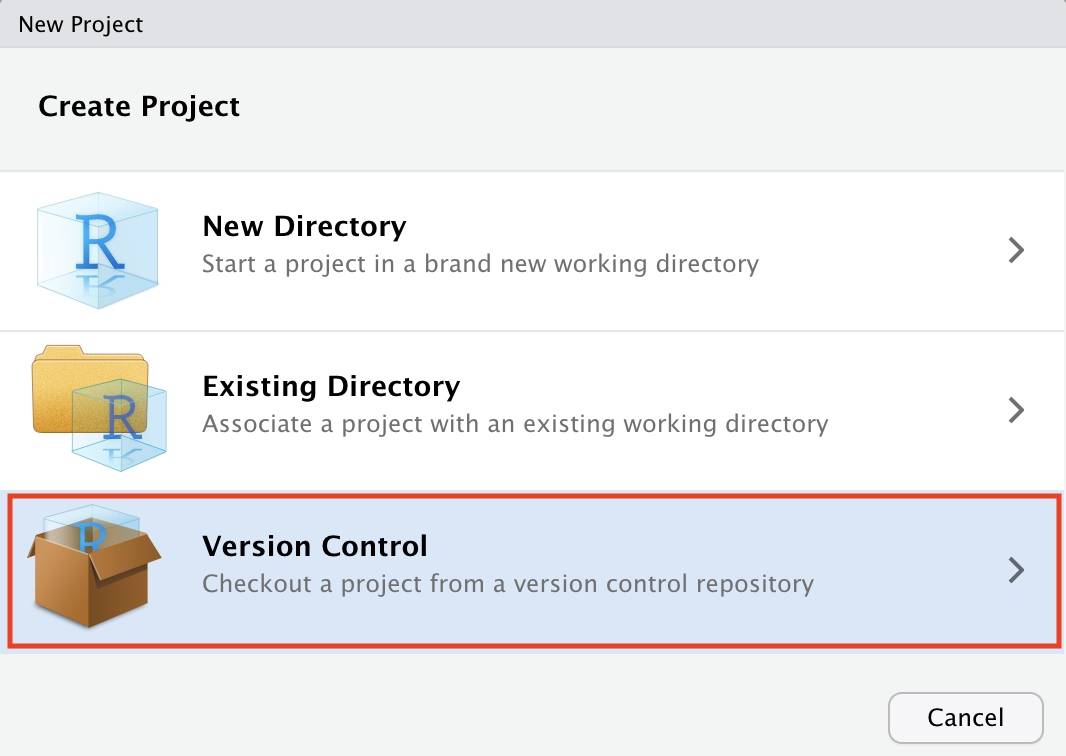 New Project
Create Project
R
New Directory
Start a project in a brand new working directory
R
Existing Directory
Associate a project with an existing working directory
R
Version Control
Checkout a project from a version control repository
Cancel